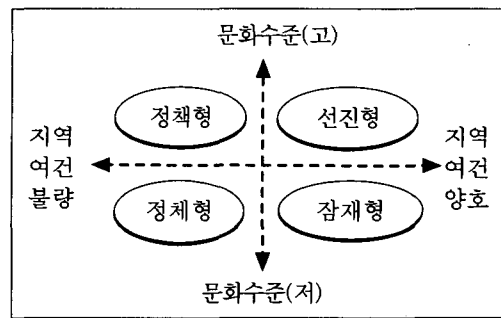 문화수준(고)
정책형
선진형
지역
여건
불량
지역
여건
양호
정체형
잠재형
문화수준(저)